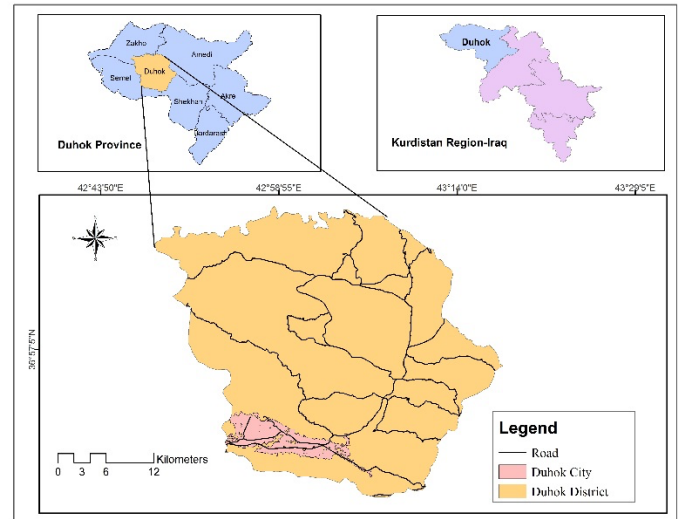 Zakho
Amedi
Semel
Duhok
Shekhan
Akre
Bardarash
Duhok Province
Duhok
Kurdistan Region-Iraq
42°43'50"E
42°58'55"E
43°14'0"E
43°29'5"E
36°57'5"N
Legend
Road
Duhok City
Duhok District
Kilometers
0 3 6 12